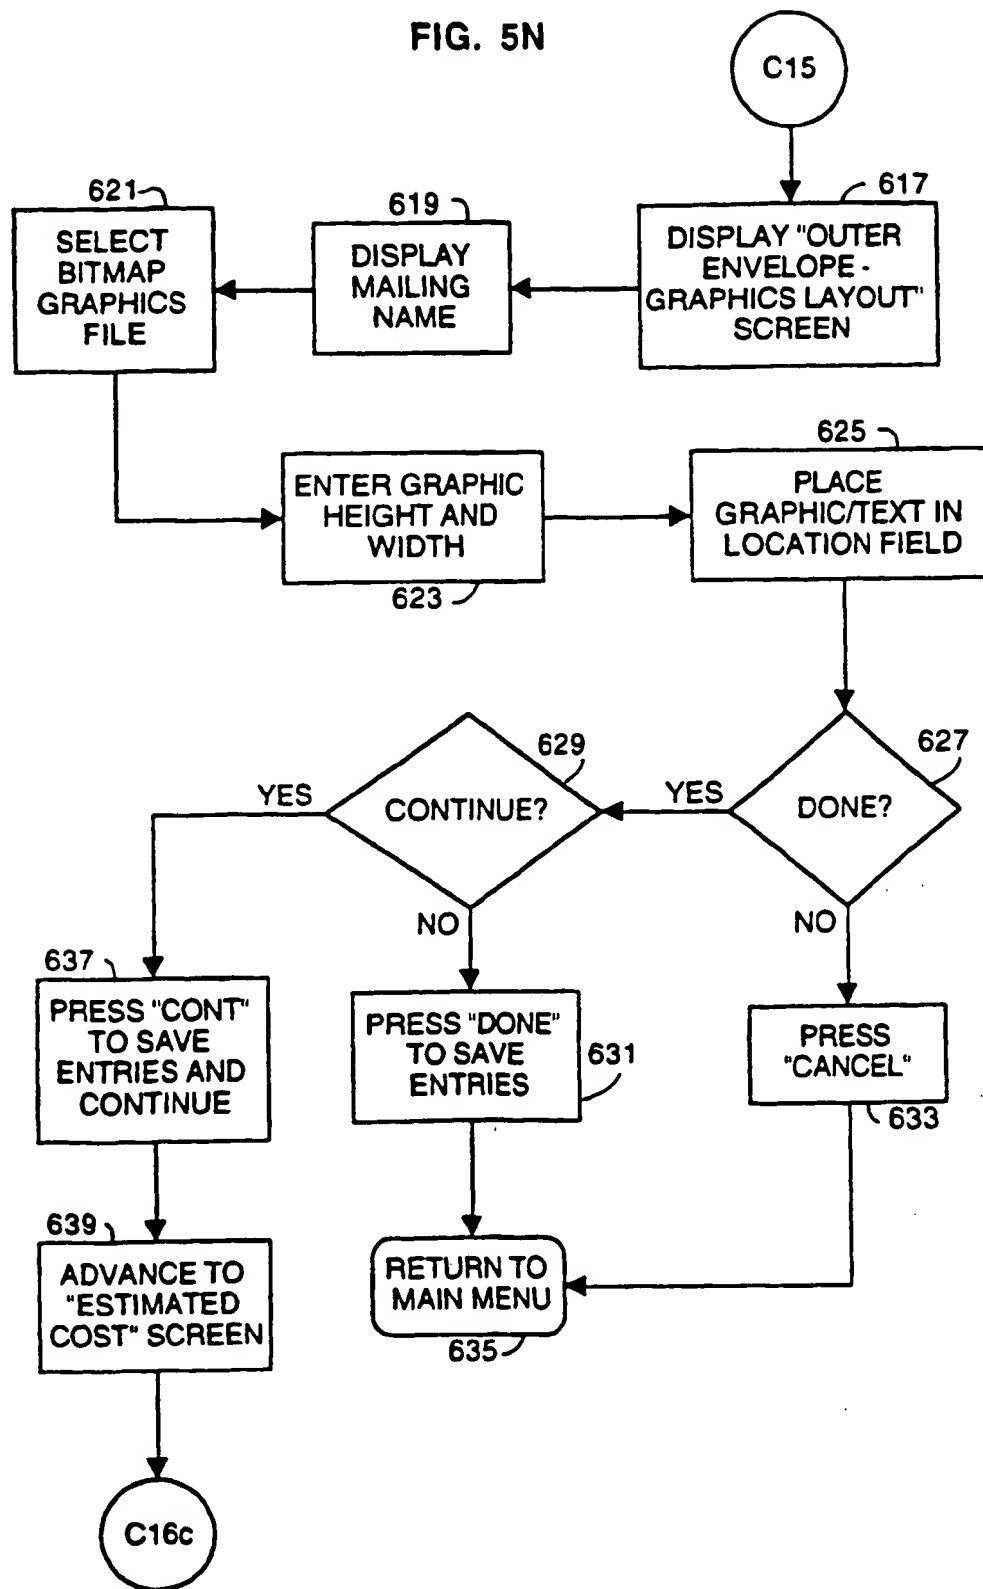 FIG. 5N
C15
617
DISPLAY "OUTER
ENVELOPE -
GRAPHICS LAYOUT"
SCREEN
619
DISPLAY
MAILING
NAME
621
SELECT
BITMAP
GRAPHICS
FILE
ENTER GRAPHIC
HEIGHT AND
WIDTH
623
625
PLACE
GRAPHIC/TEXT IN
LOCATION FIELD
627
DONE?
YES
NO
629
CONTINUE?
YES
NO
637
PRESS "CONT"
TO SAVE
ENTRIES AND
CONTINUE
PRESS "DONE"
TO SAVE
ENTRIES
631
PRESS
"CANCEL"
633
639
ADVANCE TO
"ESTIMATED
COST" SCREEN
RETURN TO
MAIN MENU
635
C16c